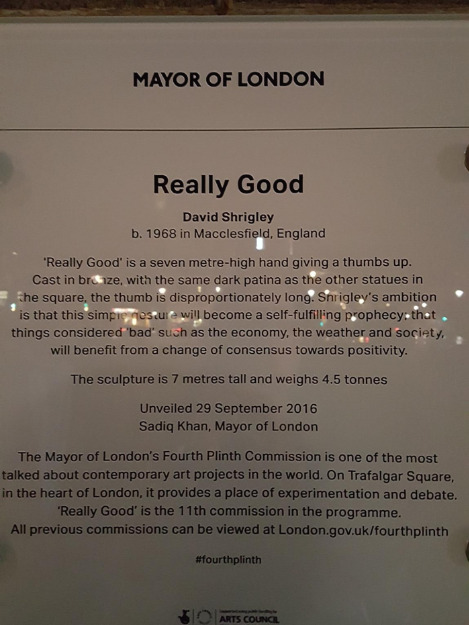 MAYOR OF LONDON
Really Good
David Shrigley
b. 1968 in Macclesfield, England
'Really Good' is a seven metre-high hand giving a thumbs up.
Cast in bronze, with the same dark patina as the other statues in
the square, the thumb is disproportionately long. Shrigley's ambition
is that this simple gesture will become a self-fulfilling prophecy; that
things considered 'bad' such as the economy, the weather and society,
will benefit from a change of consensus towards positivity.
The sculpture is 7 metres tall and weighs 4.5 tonnes
Unveiled 29 September 2016
Sadiq Khan, Mayor of London
The Mayor of London's Fourth Plinth Commission is one of the most
talked about contemporary art projects in the world. On Trafalgar Square,
in the heart of London, it provides a place of experimentation and debate.
'Really Good' is the 11th commission in the programme.
All previous commissions can be viewed at London.gov.uk/fourthplinth
#fourthplinth
ARTS COUNCIL